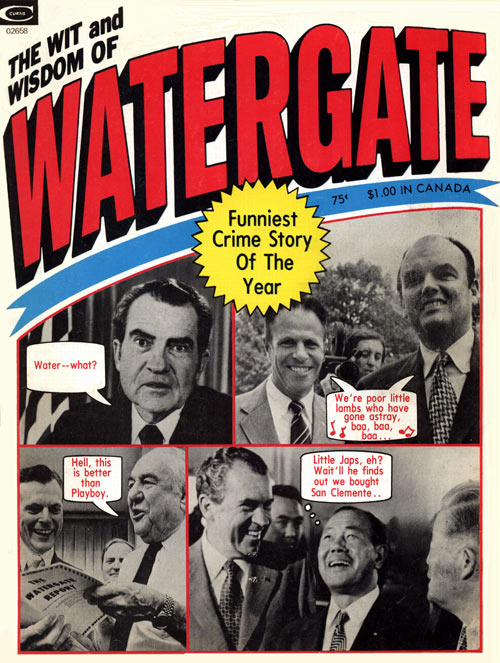 CURTIS
02658
THE WIT and
WISDOM OF
WATERGATE
75¢ $1.00 IN CANADA
Funniest
Crime Story
Of The
Year
Water--what?
We're poor little
lambs who have
gone astray,
baa, baa,
baa...
Hell, this
is better
than
Playboy.
THE
WATERGATE
REPORT
Little Japs, eh?
Wait'll he finds
out we bought
San Clemente..